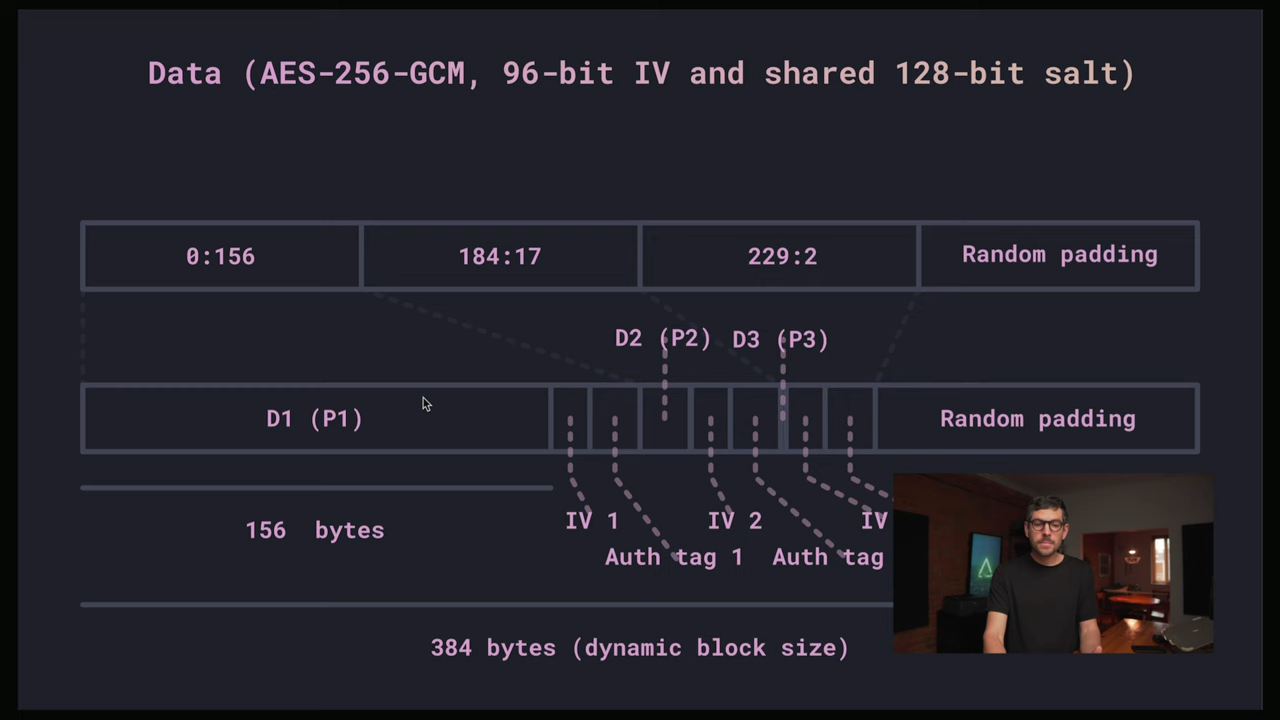 Data (AES-256-GCM, 96-bit IV and shared 128-bit salt)
0:156 184:17 229:2 Random padding
D2 (P2) D3 (P3)
D1 (P1) Random padding
156 bytes
IV 1 IV 2 IV
Auth tag 1 Auth tag
384 bytes (dynamic block size)